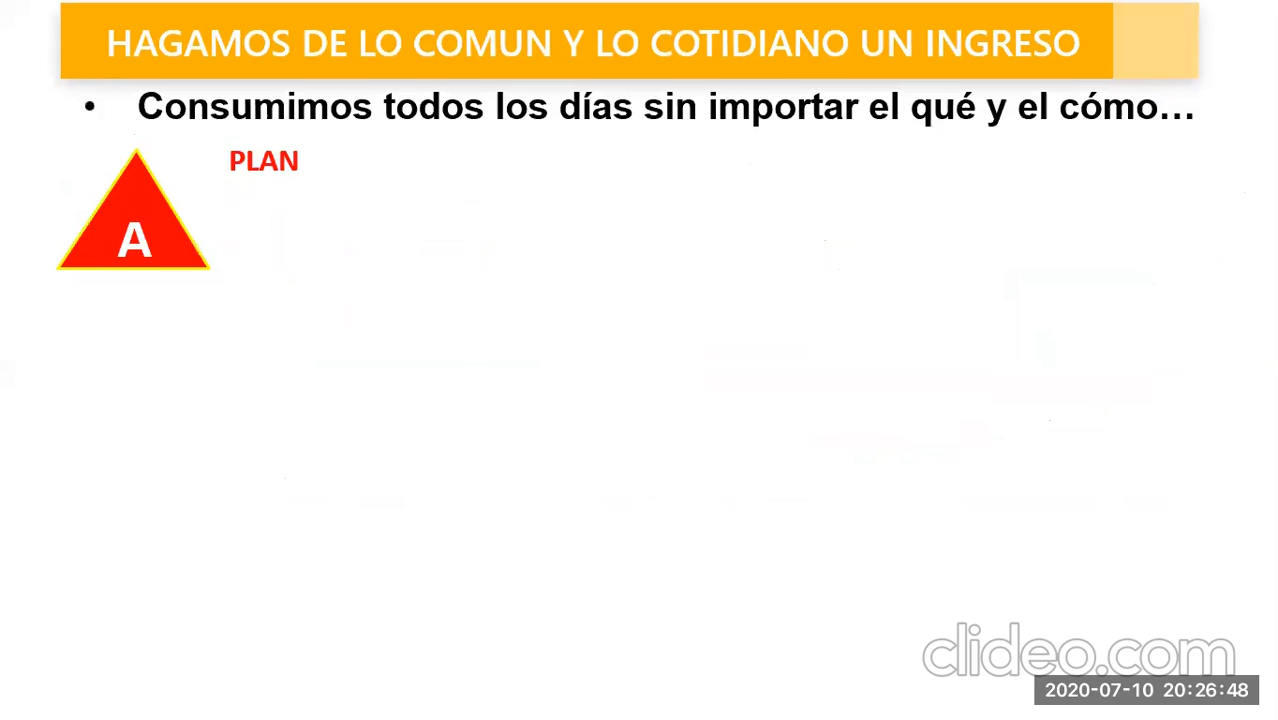 HAGAMOS DE LO COMUN Y LO COTIDIANO UN INGRESO
• Consumimos todos los días sin importar el qué y el cómo…
PLAN
A
clideo.com
2020-07-10 20:26:48